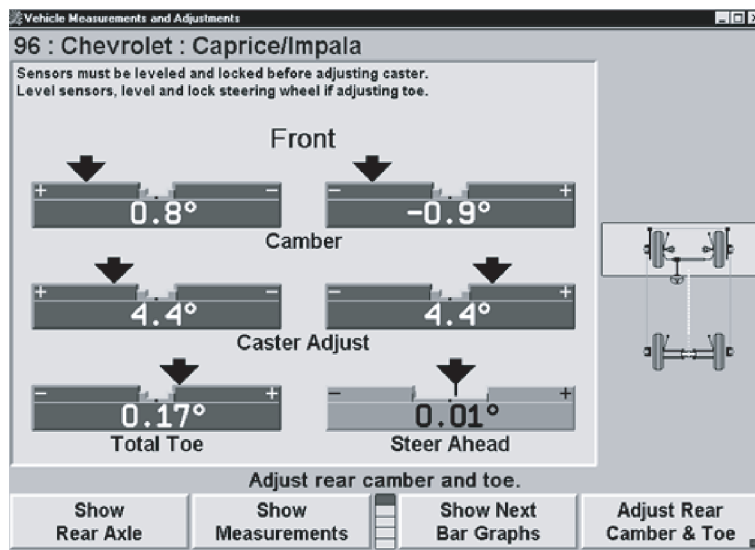 Vehicle Measurements and Adjustments
96 : Chevrolet : Caprice/Impala
Sensors must be leveled and locked before adjusting caster.
Level sensors, level and lock steering wheel if adjusting toe.
Front
+ − − +
0.8° -0.9°
Camber
+ − − +
4.4° 4.4°
Caster Adjust
− + − +
0.17° 0.01°
Total Toe Steer Ahead
Adjust rear camber and toe.
Show Show Show Next Adjust Rear
Rear Axle Measurements Bar Graphs Camber & Toe